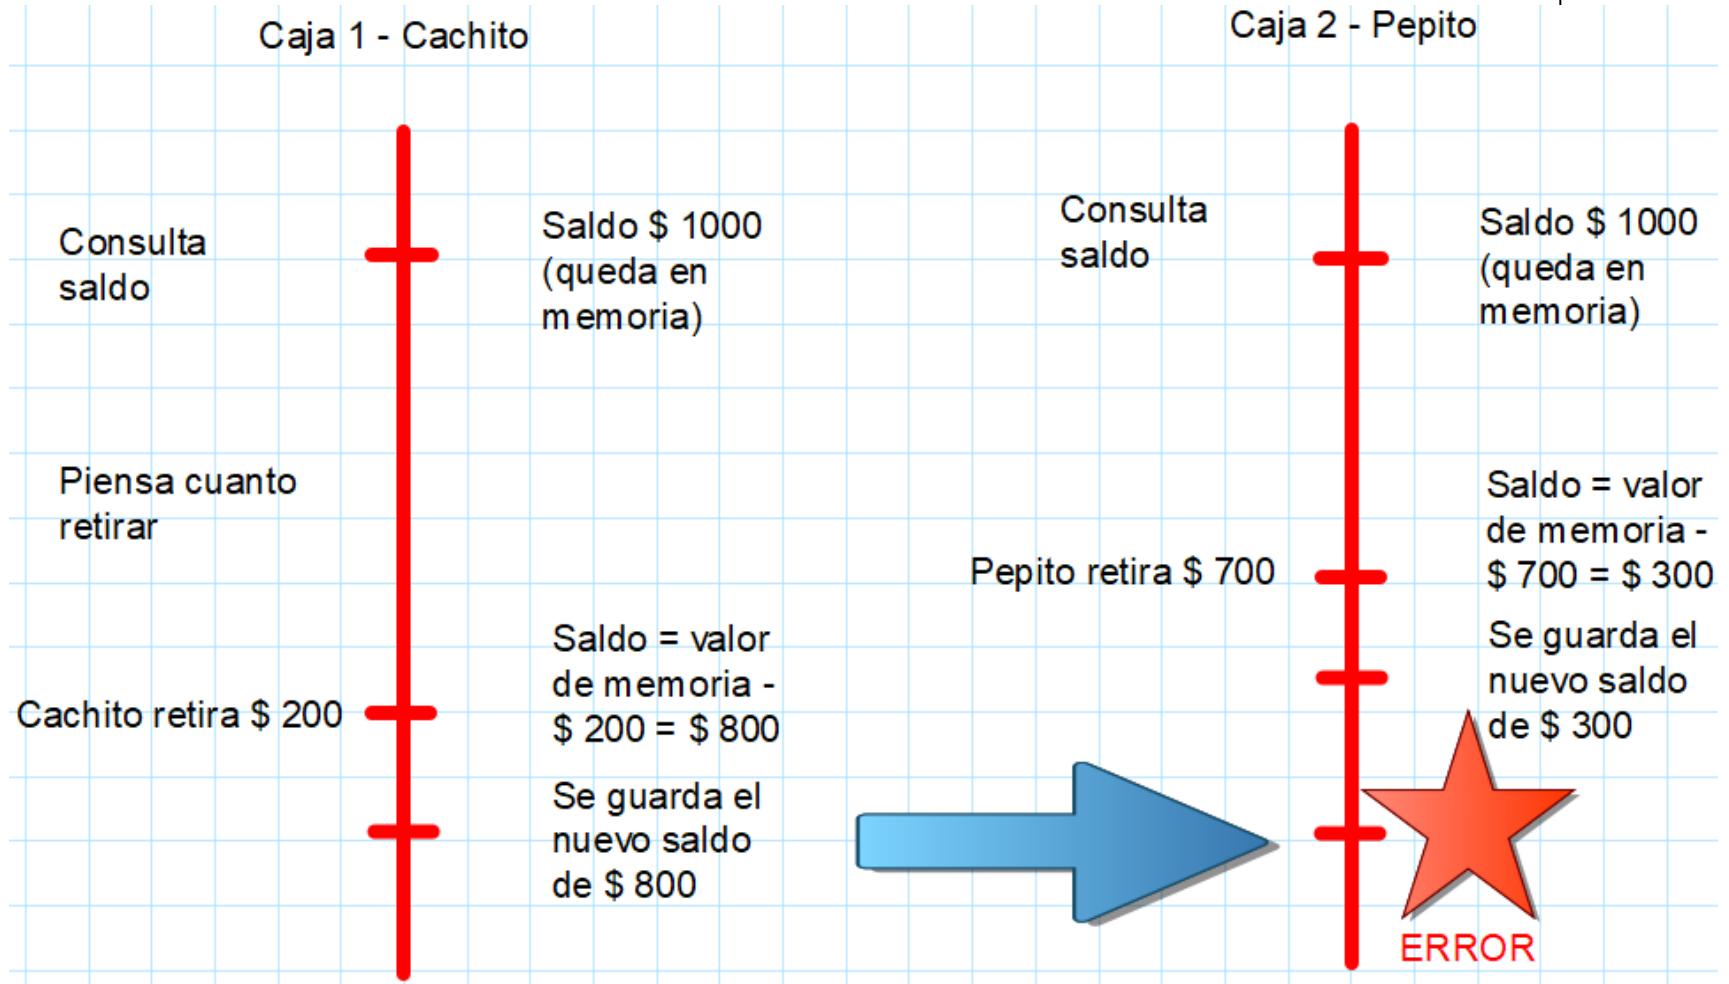 Caja 1 - Cachito
Consulta
saldo
Saldo $ 1000
(queda en
memoria)
Piensa cuanto
retirar
Cachito retira $ 200
Saldo = valor
de memoria -
$ 200 = $ 800
Se guarda el
nuevo saldo
de $ 800
Caja 2 - Pepito
Consulta
saldo
Saldo $ 1000
(queda en
memoria)
Pepito retira $ 700
Saldo = valor
de memoria -
$ 700 = $ 300
Se guarda el
nuevo saldo
de $ 300
ERROR